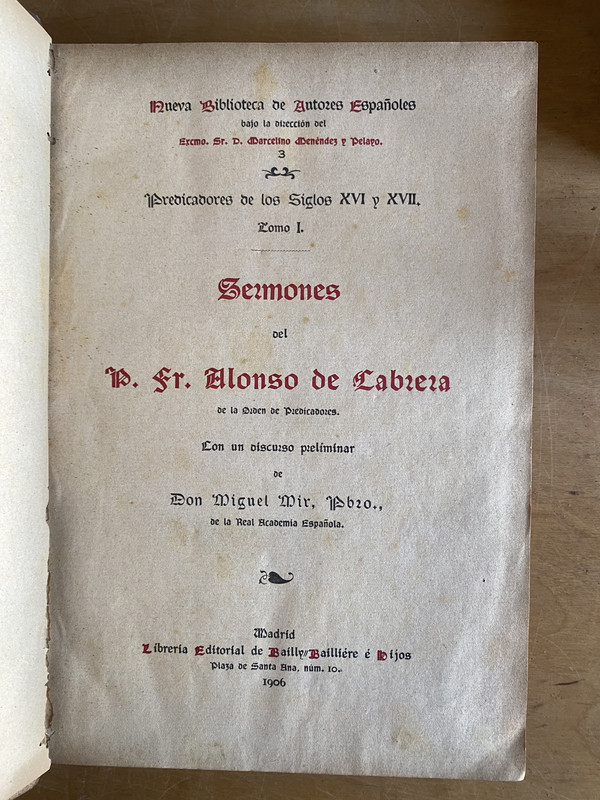 Nueva Biblioteca de Autores Españoles
bajo la dirección del
Excmo. Sr. D. Marcelino Menéndez y Pelayo.
3
Predicadores de los Siglos XVI y XVII.
Tomo I.
Sermones
del
P. Fr. Alonso de Cabrera
de la Orden de Predicadores.
Con un discurso preliminar
de
Don Miguel Mir, Pbro.,
de la Real Academia Española.
Madrid
Librería Editorial de Bailly//Bailliére é Hijos
Plaza de Santa Ana, núm. 10.
1906